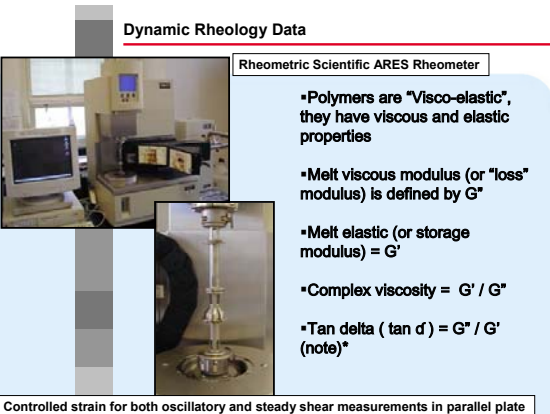 Dynamic Rheology Data
Rheometric Scientific ARES Rheometer
▪Polymers are “Visco-elastic”,
they have viscous and elastic
properties
▪Melt viscous modulus (or “loss”
modulus) is defined by G”
▪Melt elastic (or storage
modulus) = G’
▪Complex viscosity = G’ / G”
▪Tan delta ( tan đ ) = G” / G’
(note)*
Controlled strain for both oscillatory and steady shear measurements in parallel plate